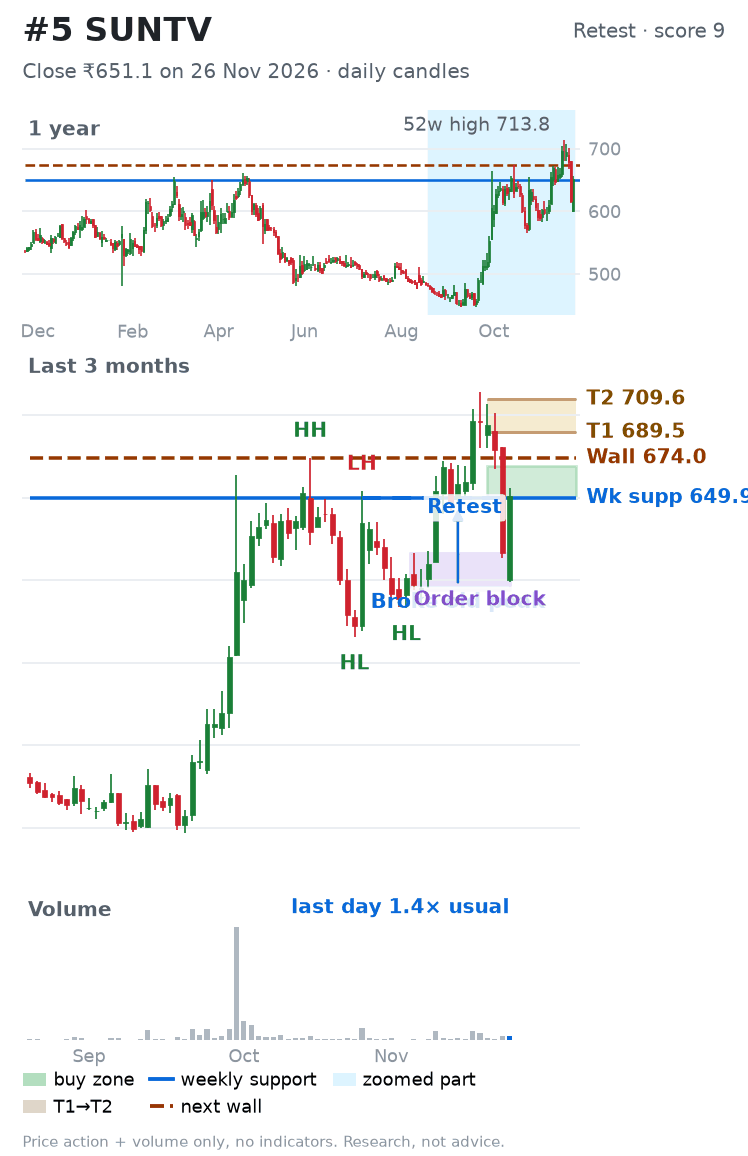 #5 SUNTV
Retest · score 9
Close ₹651.1 on 26 Nov 2026 · daily candles
1 year
52w high 713.8
700
600
500
Dec Feb Apr Jun Aug Oct
Last 3 months
T2 709.6
HH
T1 689.5
Wall 674.0
LH
Wk supp 649.9
Retest
Order block
HL
HL
Volume
last day 1.4× usual
Sep Oct Nov
buy zone weekly support zoomed part
T1→T2 next wall
Price action + volume only, no indicators. Research, not advice.